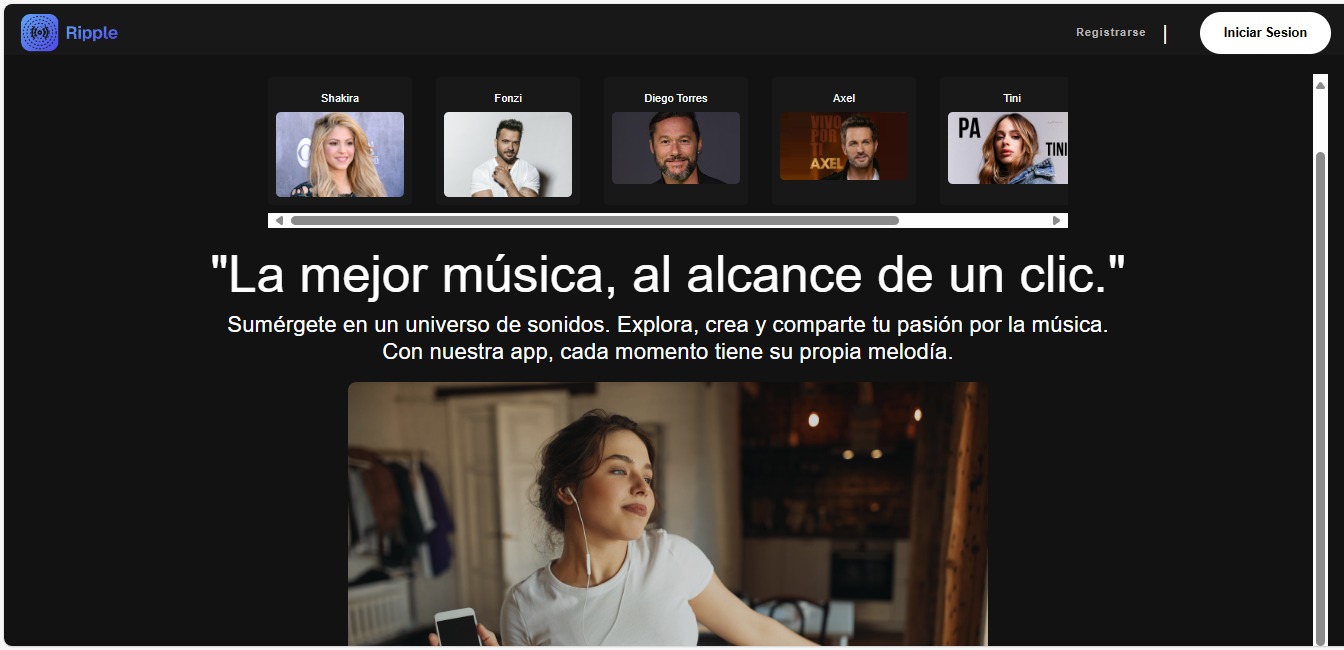 Ripple
Registrarse |
Iniciar Sesion
Shakira
Fonzi
Diego Torres
Axel
Tini
VIVO
POR
TI
AXEL
PA
TINI
"La mejor música, al alcance de un clic."
Sumérgete en un universo de sonidos. Explora, crea y comparte tu pasión por la música.
Con nuestra app, cada momento tiene su propia melodía.